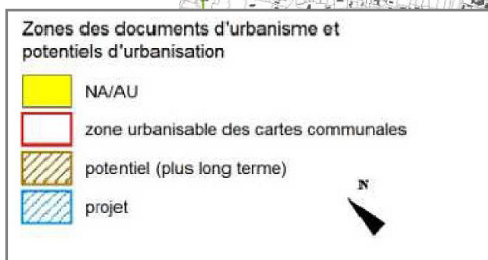 Zones des documents d'urbanisme et
potentiels d'urbanisation
NA/AU
zone urbanisable des cartes communales
potentiel (plus long terme)
N
projet